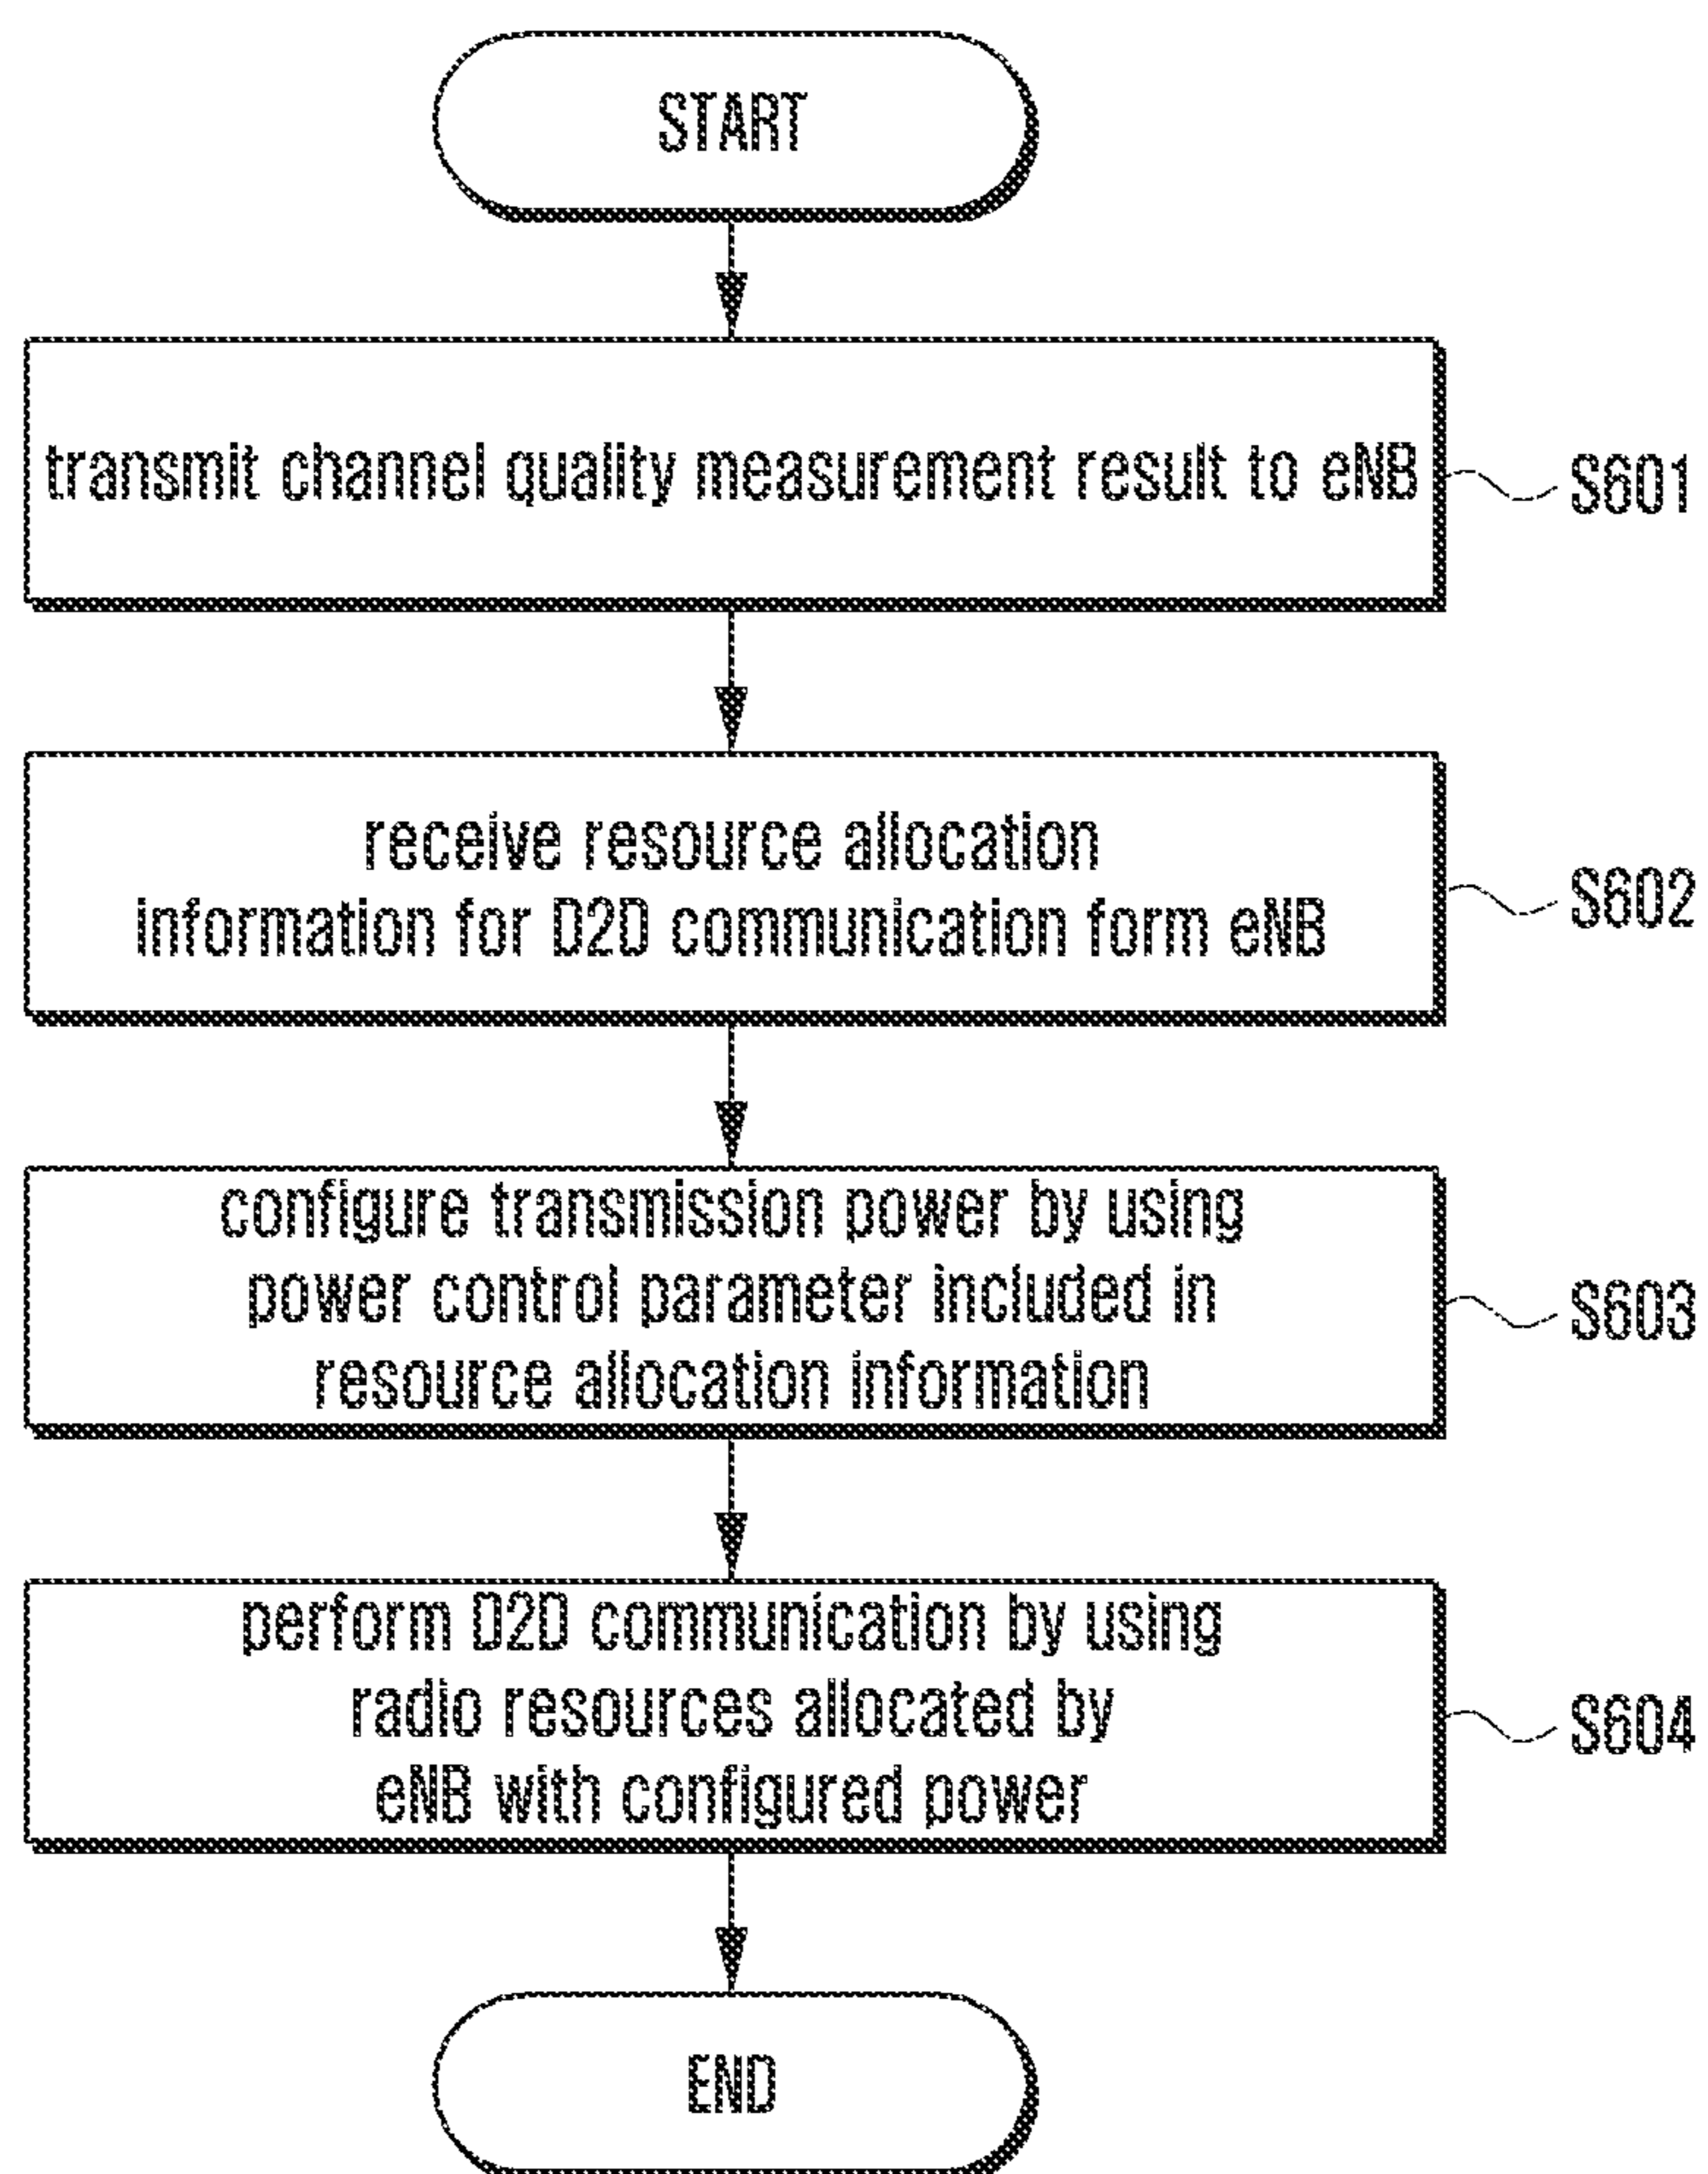 START
transmit channel quality measurement result to eNB
S601
receive resource allocation
information for D2D communication form eNB
S602
configure transmission power by using
power control parameter included in
resource allocation information
S603
perform D2D communication by using
radio resources allocated by
eNB with configured power
S604
END